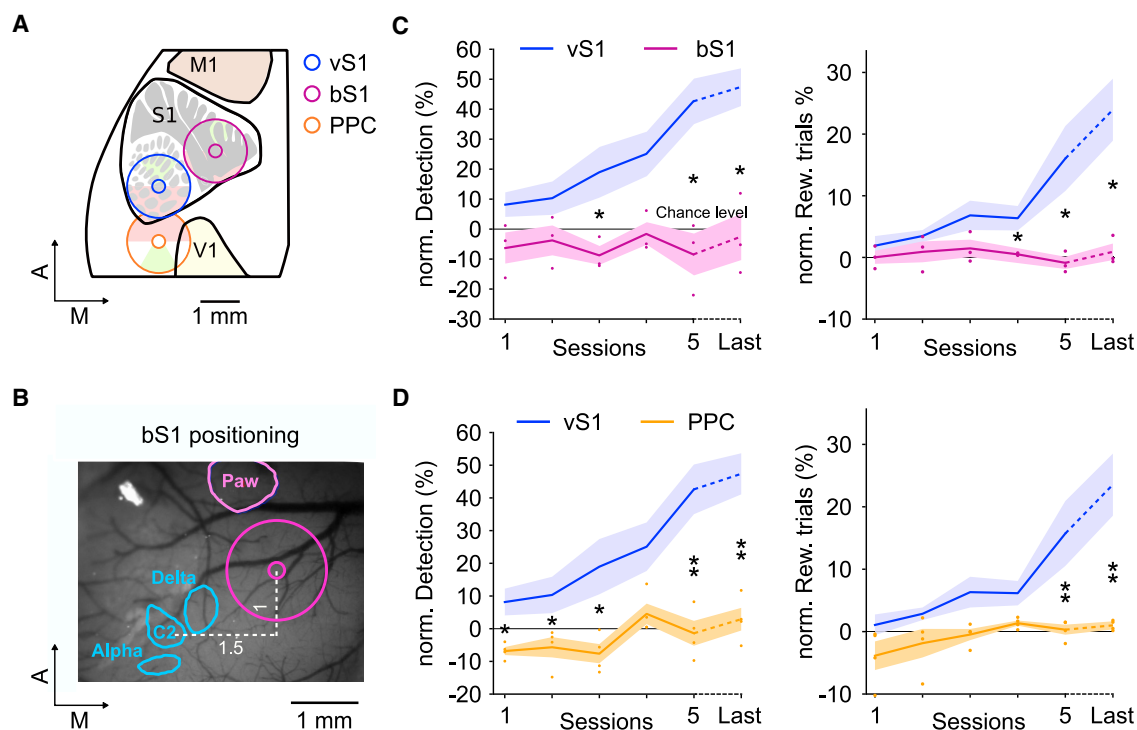 A
M1
S1
V1
vS1
bS1
PPC
A
M
1 mm
B
bS1 positioning
Paw
Delta
C2
Alpha
1
1.5
A
M
1 mm
C
vS1
bS1
norm. Detection (%)
60
50
40
30
20
10
0
-10
-20
-30
*
*
*
Chance level
1
Sessions
5
Last
norm. Rew. trials %
30
20
10
0
-10
*
*
*
1
Sessions
5
Last
D
vS1
PPC
norm. Detection (%)
60
50
40
30
20
10
0
-10
-20
*
*
*
**
**
1
Sessions
5
Last
norm. Rew. trials (%)
30
20
10
0
-10
**
**
1
Sessions
5
Last